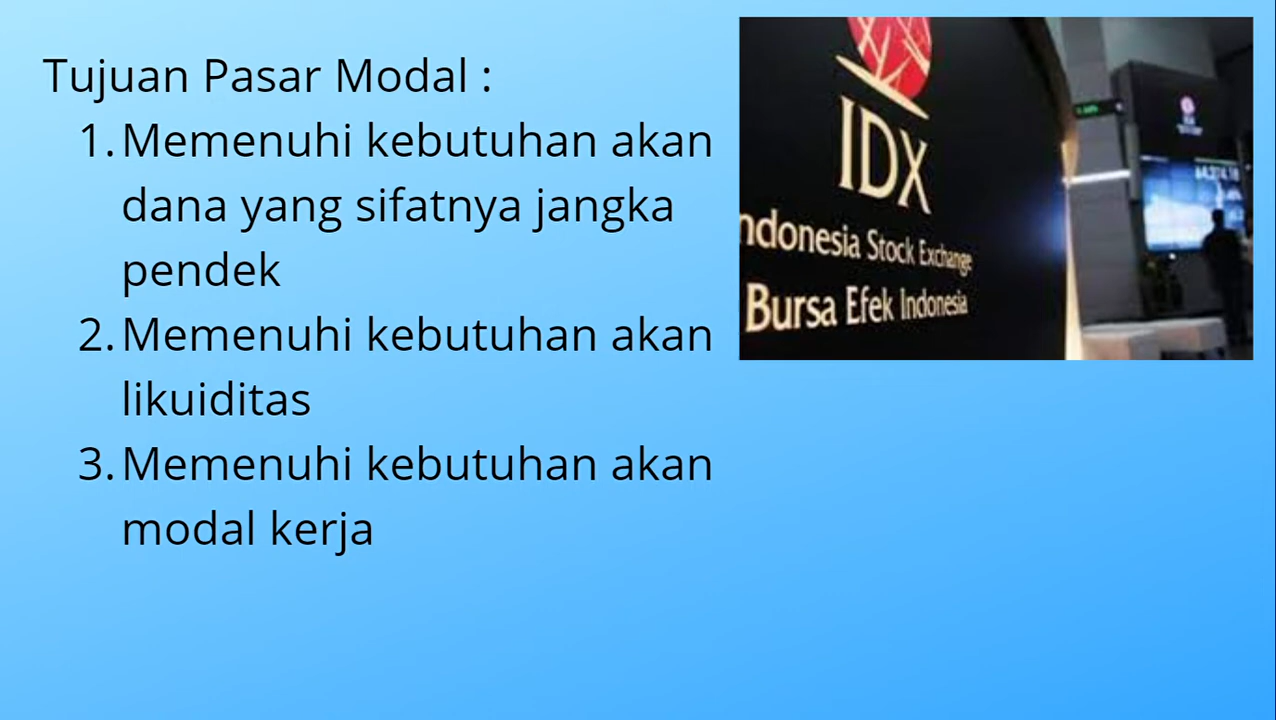 Tujuan Pasar Modal :
1. Memenuhi kebutuhan akan
dana yang sifatnya jangka
pendek
2. Memenuhi kebutuhan akan
likuiditas
3. Memenuhi kebutuhan akan
modal kerja
IDX
ndonesia Stock Exchange
Bursa Efek Indonesia